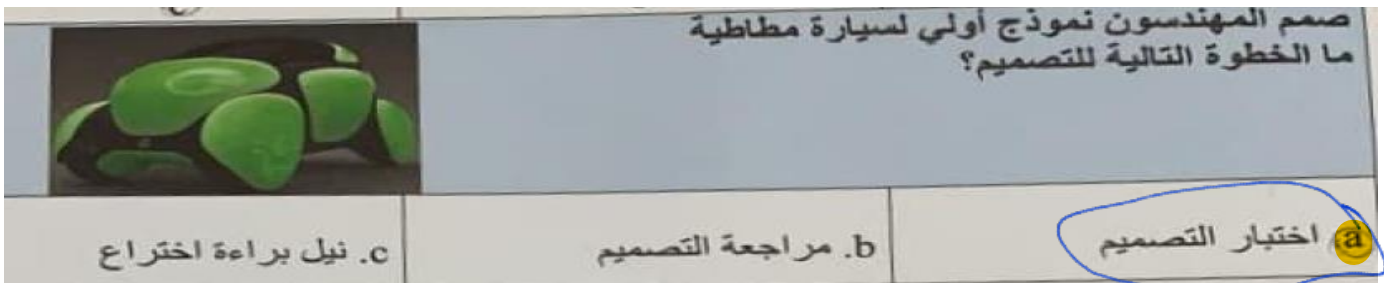 صمم المهندسون نموذج أولي لسيارة مطاطية
ما الخطوة التالية للتصميم؟
a. اختبار التصميم
b. مراجعة التصميم
c. نيل براءة اختراع